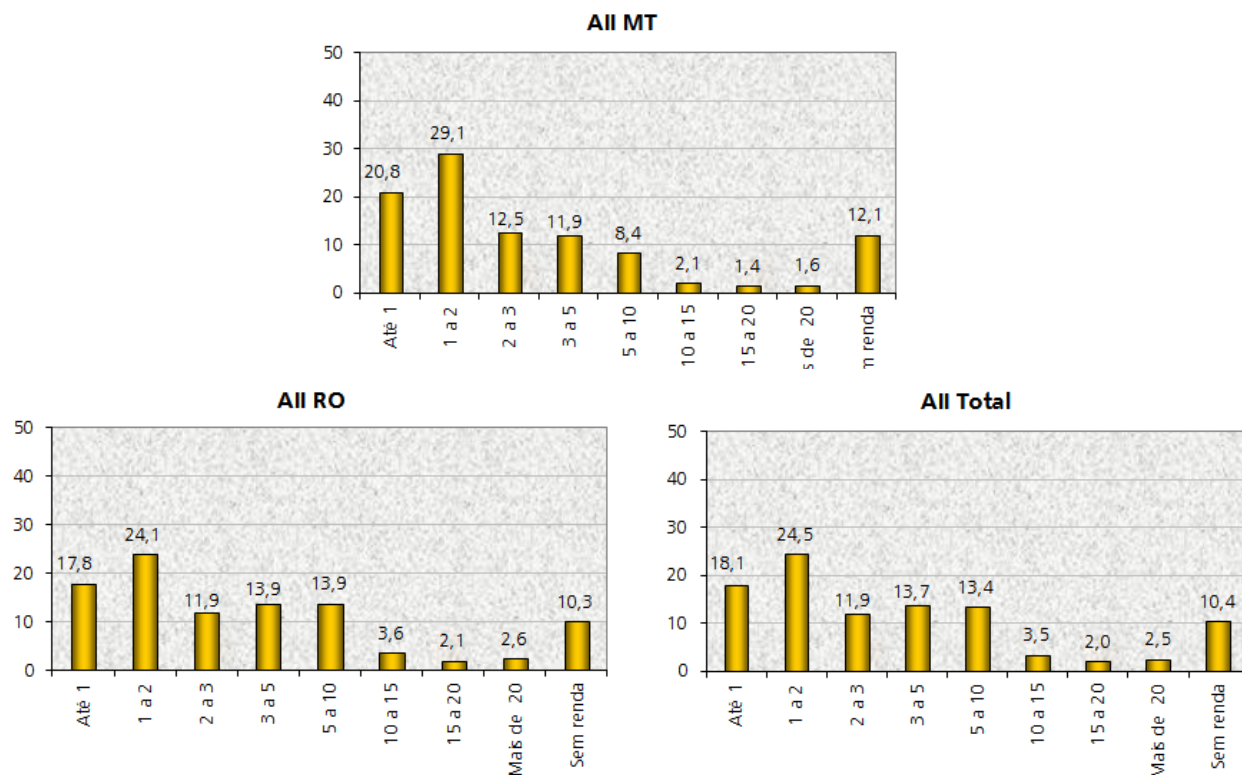 AII MT
50
40
30
20
10
0
20,8
29,1
12,5
11,9
8,4
2,1
1,4
1,6
12,1
Até 1
1 a 2
2 a 3
3 a 5
5 a 10
10 a 15
15 a 20
s de 20
m renda
AII RO
50
40
30
20
10
0
17,8
24,1
11,9
13,9
13,9
3,6
2,1
2,6
10,3
Até 1
1 a 2
2 a 3
3 a 5
5 a 10
10 a 15
15 a 20
Mais de 20
Sem renda
AII Total
50
40
30
20
10
0
18,1
24,5
11,9
13,7
13,4
3,5
2,0
2,5
10,4
Até 1
1 a 2
2 a 3
3 a 5
5 a 10
10 a 15
15 a 20
Mais de 20
Sem renda